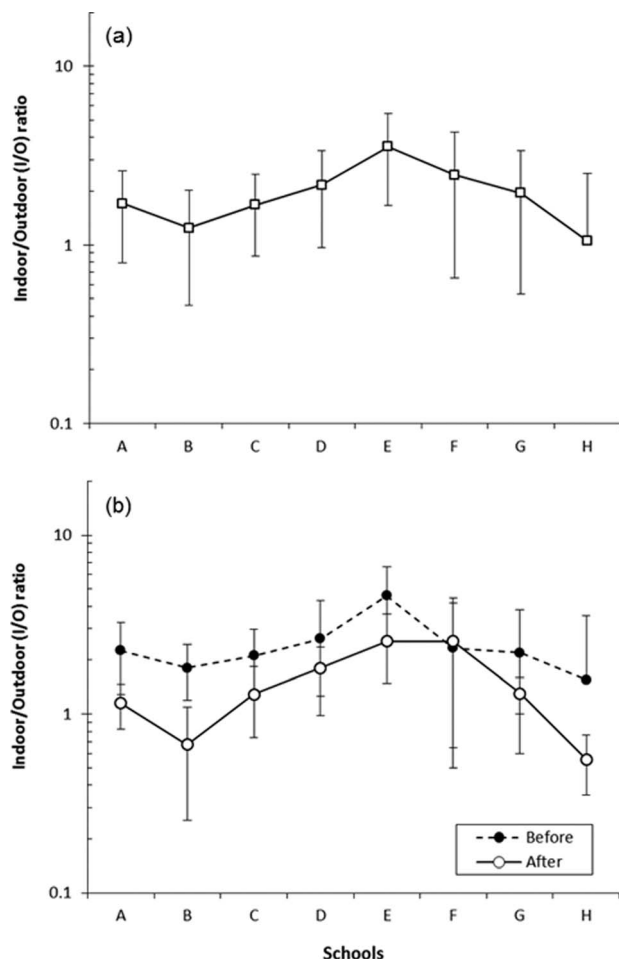 (a)
10
1
0.1
Indoor/Outdoor (I/O) ratio
A B C D E F G H
(b)
10
1
0.1
Indoor/Outdoor (I/O) ratio
Before
After
A B C D E F G H
Schools